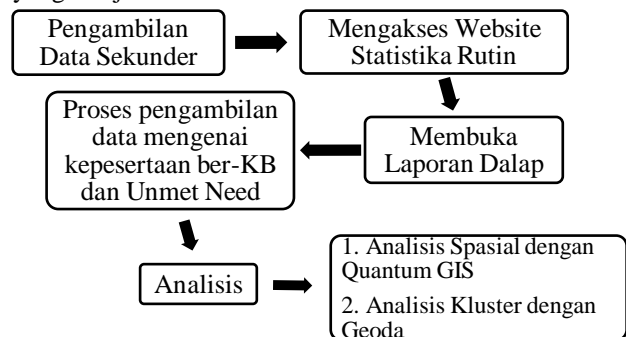 Pengambilan
Data Sekunder
Mengakses Website
Statistika Rutin
Membuka
Laporan Dalap
Proses pengambilan
data mengenai
kepesertaan ber-KB
dan Unmet Need
Analisis
1. Analisis Spasial dengan
Quantum GIS
2. Analisis Kluster dengan
Geoda